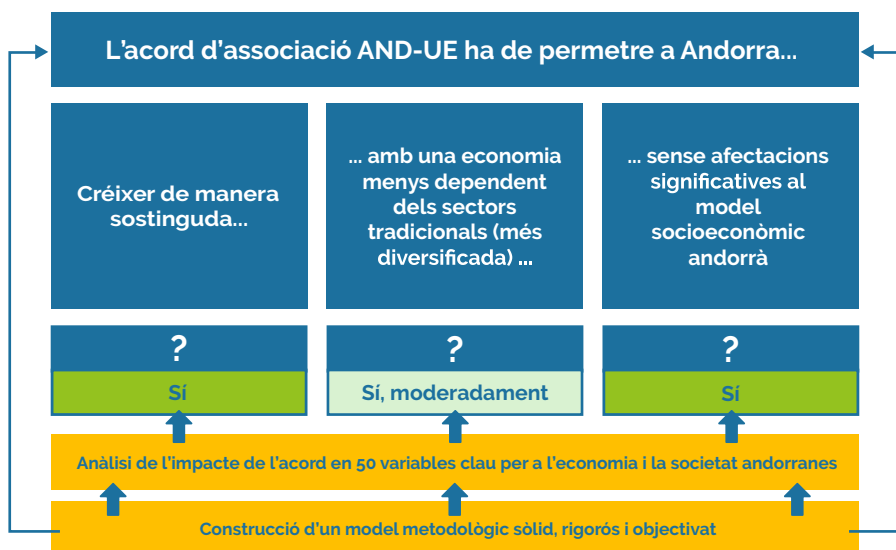 L'acord d'associació AND-UE ha de permetre a Andorra...
Créixer de manera
sostinguda...
... amb una economia
menys dependent
dels sectors
tradicionals (més
diversificada) ...
... sense afectacions
significatives al
model
socioeconòmic
andorrà
?
?
?
Sí
Sí, moderadament
Sí
Anàlisi de l'impacte de l'acord en 50 variables clau per a l'economia i la societat andorranes
Construcció d'un model metodològic sòlid, rigorós i objectivat